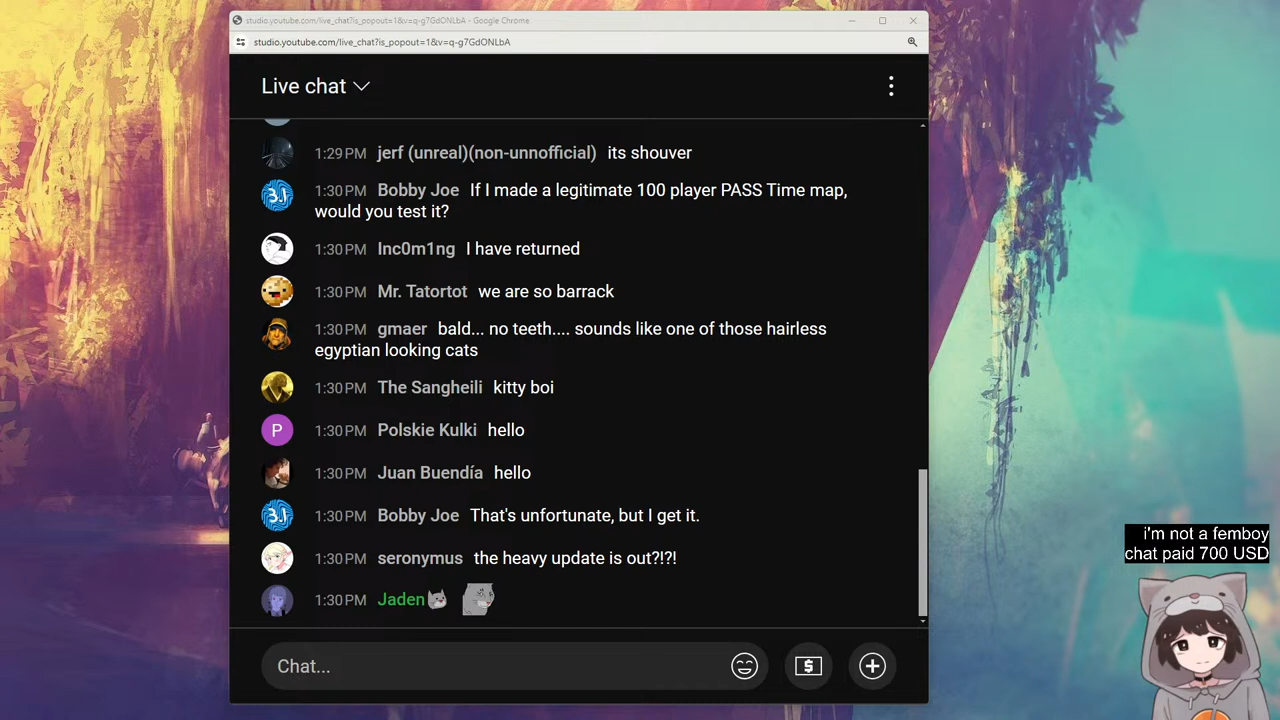 studio.youtube.com/live_chat?is_popout=1&v=q-g7GdONLbA - Google Chrome
studio.youtube.com/live_chat?is_popout=1&v=q-g7GdONLbA
Live chat
1:29 PM jerf (unreal)(non-unnofficial) its shouver
1:30 PM Bobby Joe If I made a legitimate 100 player PASS Time map,
would you test it?
1:30 PM Inc0m1ng I have returned
1:30 PM Mr. Tatortot we are so barrack
1:30 PM gmaer bald... no teeth.... sounds like one of those hairless
egyptian looking cats
1:30 PM The Sangheili kitty boi
P
1:30 PM Polskie Kulki hello
1:30 PM Juan Buendía hello
1:30 PM Bobby Joe That's unfortunate, but I get it.
1:30 PM seronymus the heavy update is out?!?!
1:30 PM Jaden
Chat...
$
i'm not a femboy
chat paid 700 USD